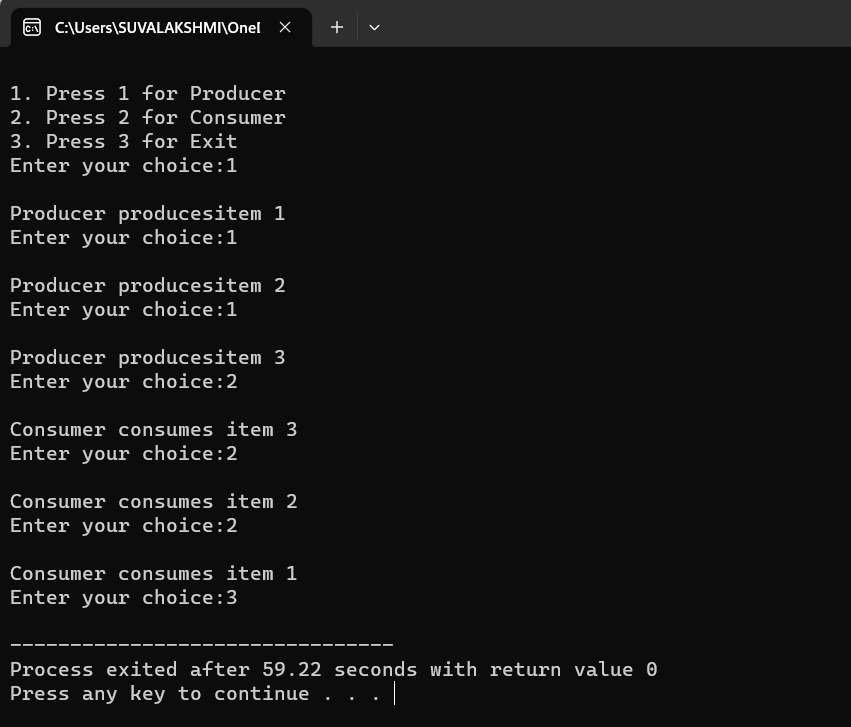 C:\Users\SUVALAKSHMI\OneI
1. Press 1 for Producer
2. Press 2 for Consumer
3. Press 3 for Exit
Enter your choice:1
Producer producesitem 1
Enter your choice:1
Producer producesitem 2
Enter your choice:1
Producer producesitem 3
Enter your choice:2
Consumer consumes item 3
Enter your choice:2
Consumer consumes item 2
Enter your choice:2
Consumer consumes item 1
Enter your choice:3
--------------------------------
Process exited after 59.22 seconds with return value 0
Press any key to continue . . .